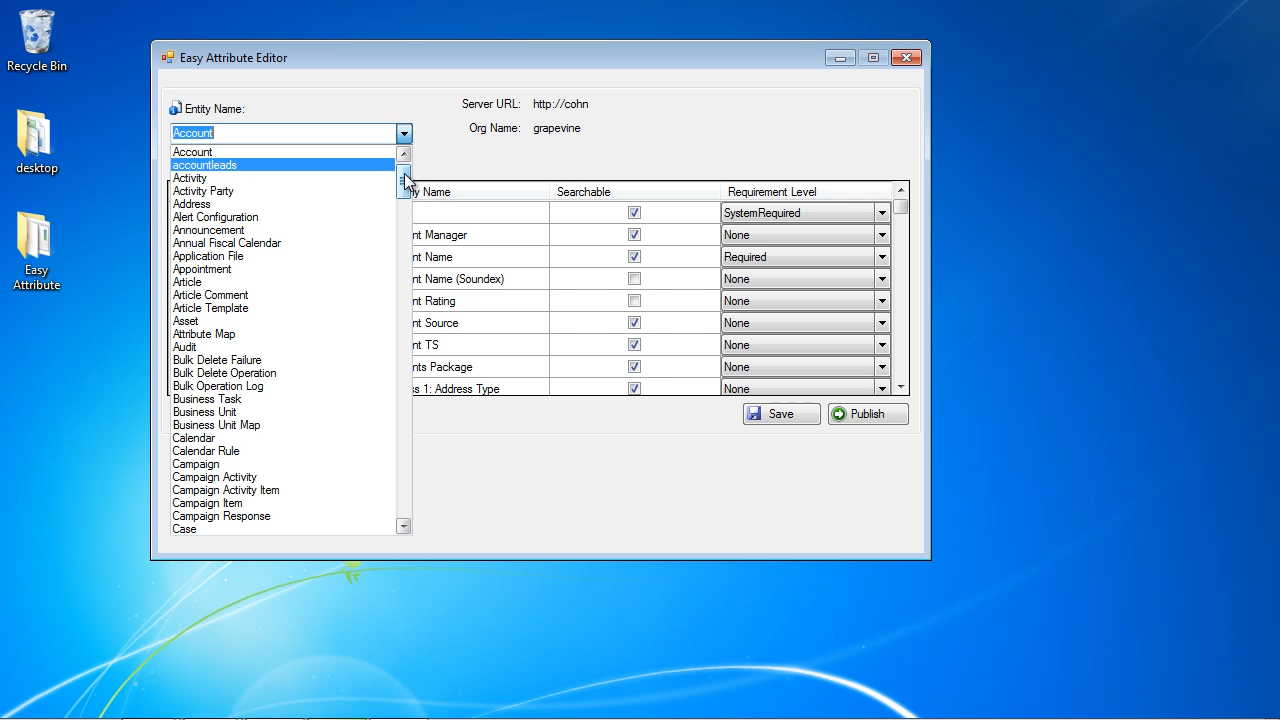 Recycle Bin
desktop
Easy
Attribute
Easy Attribute Editor
Entity Name:
Server URL: http://cohn
Org Name: grapevine
Account
Account
accountleads
Activity
Activity Party
Address
Alert Configuration
Announcement
Annual Fiscal Calendar
Application File
Appointment
Article
Article Comment
Article Template
Asset
Attribute Map
Audit
Bulk Delete Failure
Bulk Delete Operation
Bulk Operation Log
Business Task
Business Unit
Business Unit Map
Calendar
Calendar Rule
Campaign
Campaign Activity
Campaign Activity Item
Campaign Item
Campaign Response
Case
Name Searchable Requirement Level
SystemRequired
nt Manager None
nt Name Required
nt Name (Soundex) None
nt Rating None
nt Source None
nt TS None
nts Package None
ss 1: Address Type None
Save Publish